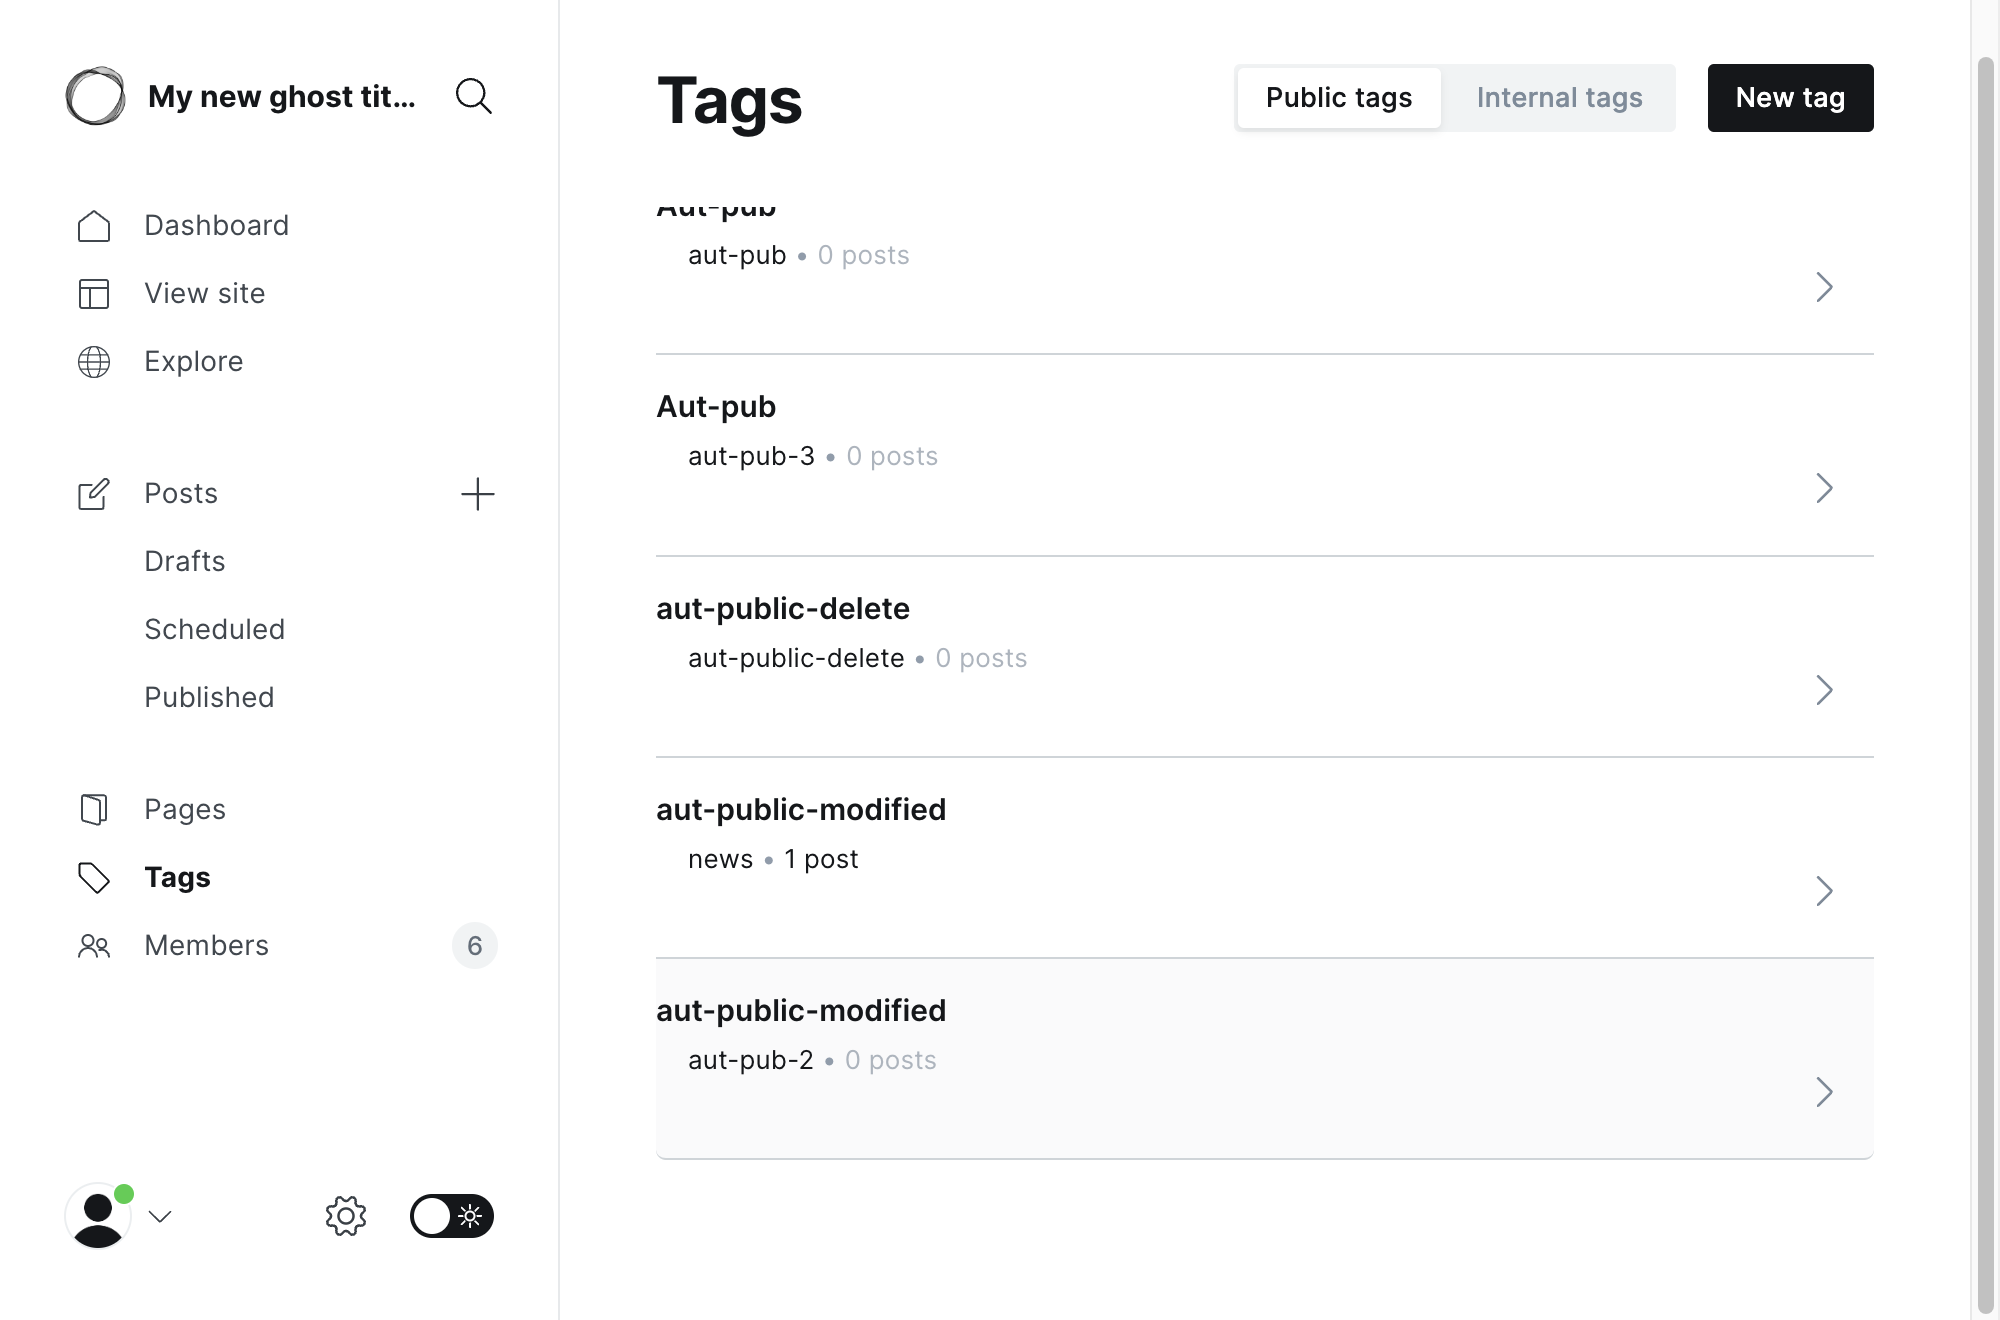 My new ghost tit...
Dashboard
View site
Explore
Posts
Drafts
Scheduled
Published
Pages
Tags
Members
6
Tags
Public tags
Internal tags
New tag
Aut-pub
aut-pub • 0 posts
Aut-pub
aut-pub-3 • 0 posts
aut-public-delete
aut-public-delete • 0 posts
aut-public-modified
news • 1 post
aut-public-modified
aut-pub-2 • 0 posts